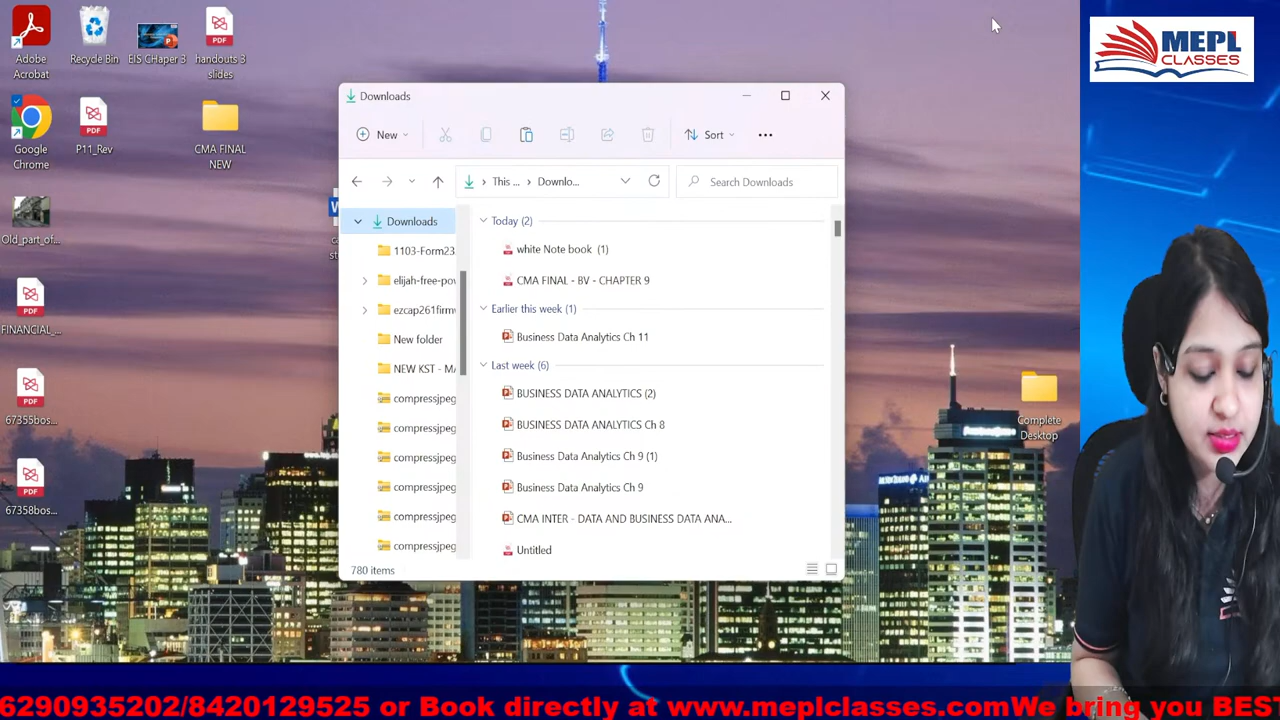 Adobe
Acrobat
Recycle Bin
EIS CHaper 3
handouts 3
slides
Google
Chrome
P11_Rev
CMA FINAL
NEW
Old_part_of...
FINANCIAL_...
67355bos...
67358bos...
Downloads
New
Sort
This ...
Downlo...
Search Downloads
Downloads
1103-Form23
elijah-free-pov
ezcap261firmw
New folder
NEW KST - MA
compressjpeg
compressjpeg
compressjpeg
compressjpeg
compressjpeg
compressjpeg
Today (2)
white Note book (1)
CMA FINAL - BV - CHAPTER 9
Earlier this week (1)
Business Data Analytics Ch 11
Last week (6)
BUSINESS DATA ANALYTICS (2)
BUSINESS DATA ANALYTICS Ch 8
Business Data Analytics Ch 9 (1)
Business Data Analytics Ch 9
CMA INTER - DATA AND BUSINESS DATA ANA...
Untitled
780 items
Complete
Desktop
MEPL
CLASSES
6290935202/8420129525 or Book directly at www.meplclasses.comWe bring you BEST